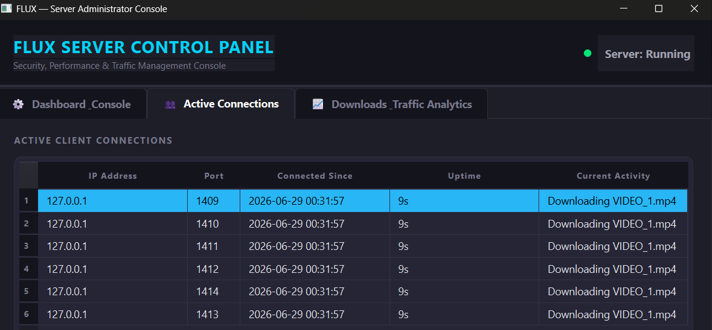 FLUX — Server Administrator Console
FLUX SERVER CONTROL PANEL
Security, Performance & Traffic Management Console
Server: Running
Dashboard _Console Active Connections Downloads _Traffic Analytics
ACTIVE CLIENT CONNECTIONS
IP Address Port Connected Since Uptime Current Activity
1 127.0.0.1 1409 2026-06-29 00:31:57 9s Downloading VIDEO_1.mp4
2 127.0.0.1 1410 2026-06-29 00:31:57 9s Downloading VIDEO_1.mp4
3 127.0.0.1 1411 2026-06-29 00:31:57 9s Downloading VIDEO_1.mp4
4 127.0.0.1 1412 2026-06-29 00:31:57 9s Downloading VIDEO_1.mp4
5 127.0.0.1 1414 2026-06-29 00:31:57 9s Downloading VIDEO_1.mp4
6 127.0.0.1 1413 2026-06-29 00:31:57 9s Downloading VIDEO_1.mp4